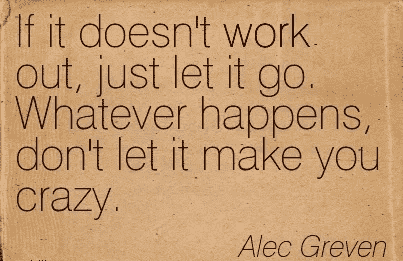 If it doesn't work
out, just let it go.
Whatever happens,
don't let it make you
crazy.
Alec Greven